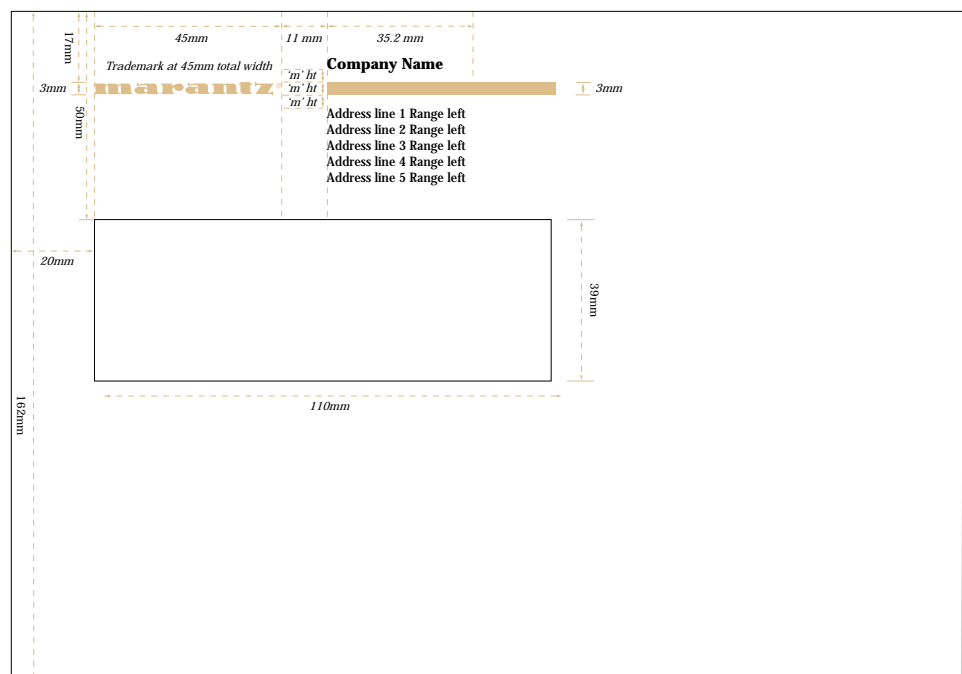 45mm
11 mm
35.2 mm
17mm
Trademark at 45mm total width
Company Name
'm' ht
3mm
marantz
'm' ht
3mm
'm' ht
50mm
Address line 1 Range left
Address line 2 Range left
Address line 3 Range left
Address line 4 Range left
Address line 5 Range left
20mm
39mm
110mm
162mm